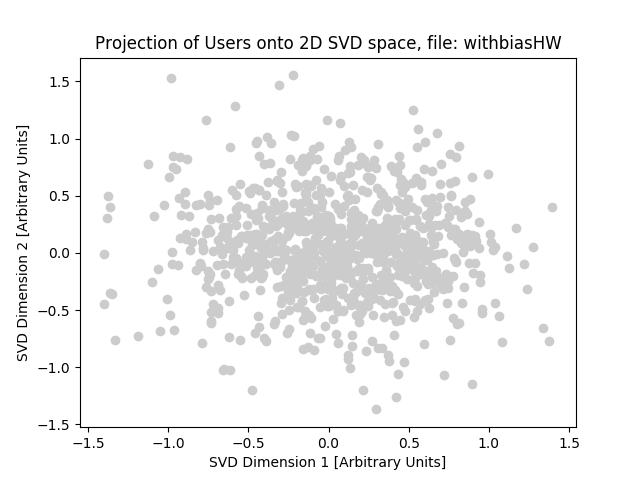 Projection of Users onto 2D SVD space, file: withbiasHW
SVD Dimension 2 [Arbitrary Units]
1.5
1.0
0.5
0.0
−0.5
−1.0
−1.5
−1.5 −1.0 −0.5 0.0 0.5 1.0 1.5
SVD Dimension 1 [Arbitrary Units]